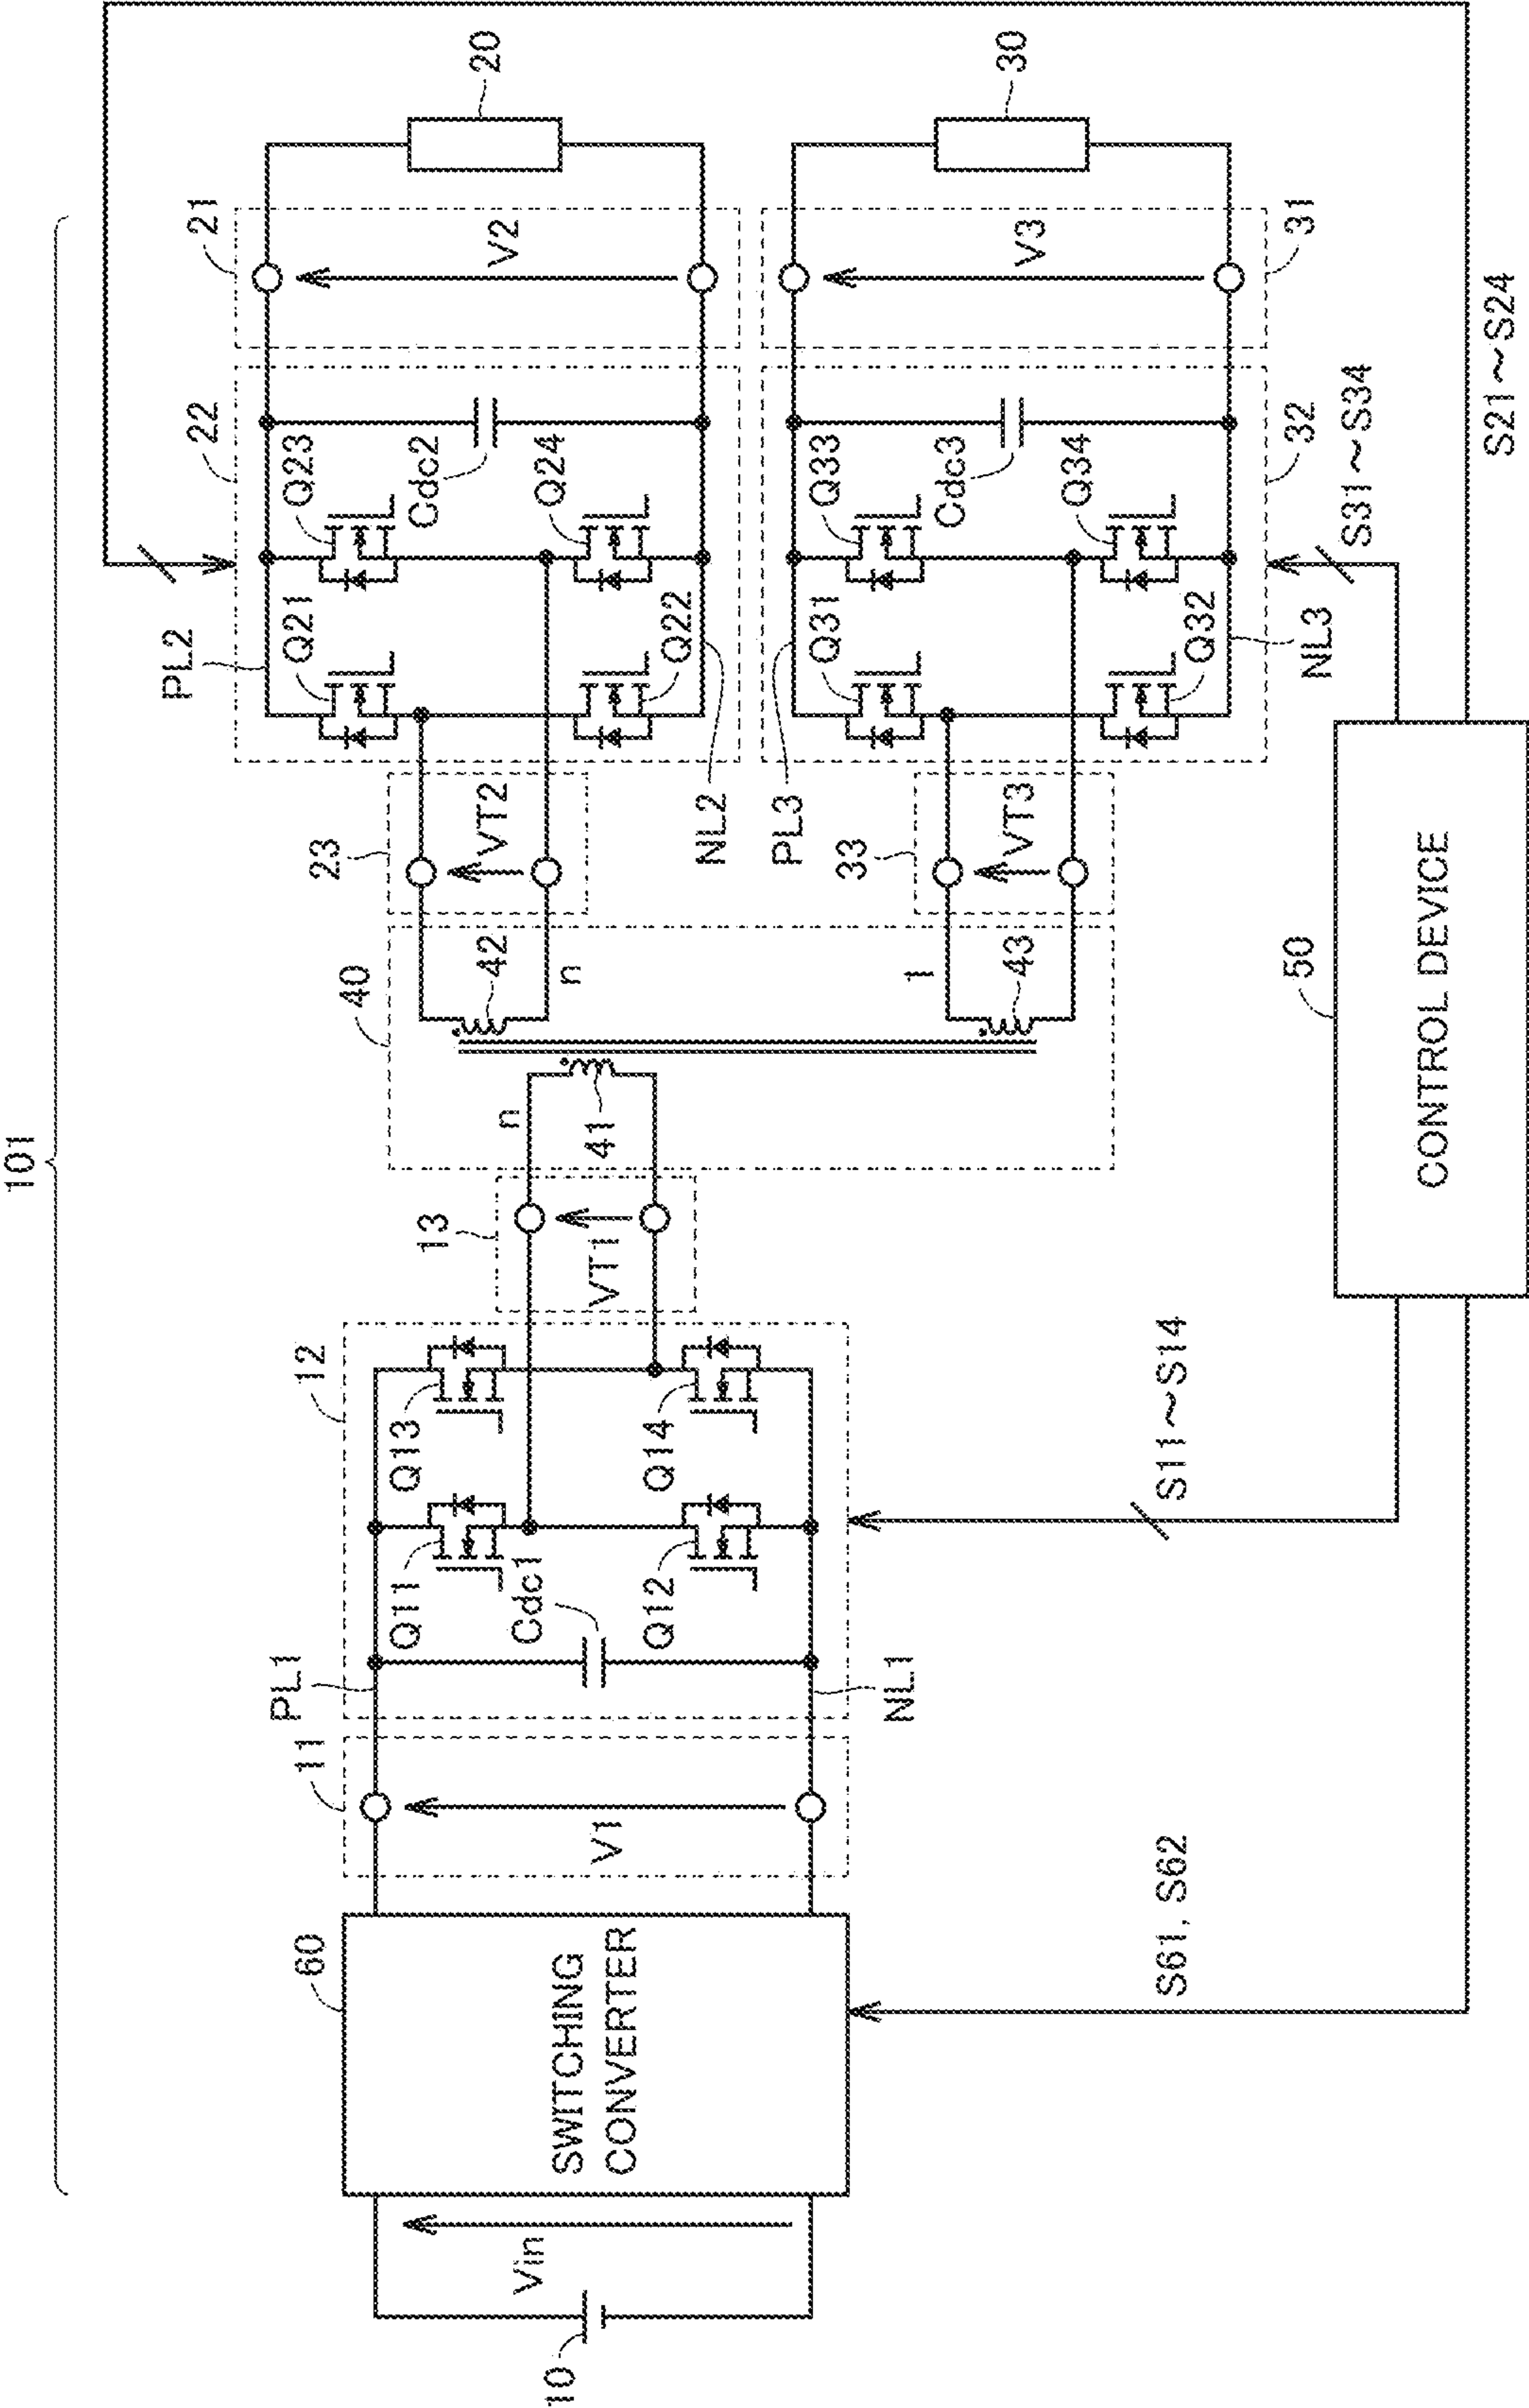 101
10
Vin
60
SWITCHING
CONVERTER
11
V1
PL1
NL1
12
Q11
Q13
Cdc1
Q12
Q14
13
VT1
40
n
41
42
n
1
43
23
VT2
33
VT3
PL2
22
Q21
Q23
Cdc2
Q22
Q24
NL2
21
V2
20
PL3
Q31
Q33
Cdc3
Q32
Q34
NL3
32
31
V3
30
S61, S62
S11~S14
50
CONTROL DEVICE
S31~S34
S21~S24